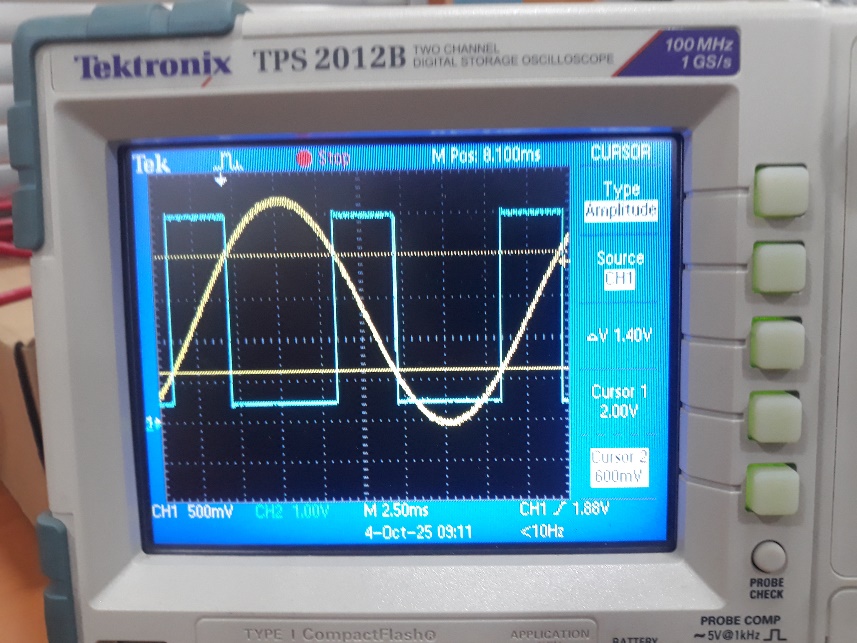 Tektronix TPS 2012B TWO CHANNEL DIGITAL STORAGE OSCILLOSCOPE
100 MHz
1 GS/s
Tek Stop M Pos: 8.100ms CURSOR
Type
Amplitude
Source
CH1
△V 1.40V
Cursor 1
2.00V
Cursor 2
600mV
CH1 500mV CH2 1.00V M 2.50ms CH1 1.88V
4-Oct-25 09:11 <10Hz
PROBE
CHECK
PROBE COMP
~5V@1kHz
TYPE I CompactFlash® APPLICATION
BATTERY